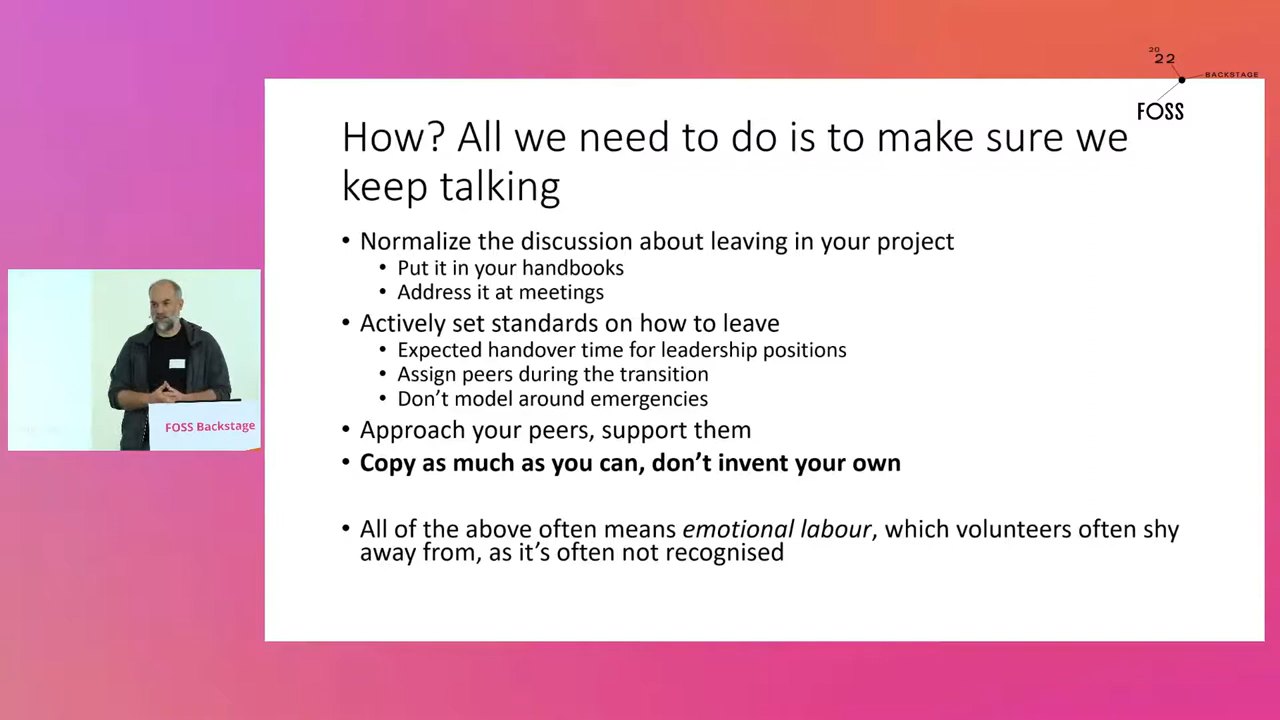 20
22
BACKSTAGE
FOSS
How? All we need to do is to make sure we
keep talking
• Normalize the discussion about leaving in your project
• Put it in your handbooks
• Address it at meetings
• Actively set standards on how to leave
• Expected handover time for leadership positions
• Assign peers during the transition
• Don’t model around emergencies
• Approach your peers, support them
• Copy as much as you can, don’t invent your own
• All of the above often means emotional labour, which volunteers often shy
away from, as it’s often not recognised
FOSS Backstage